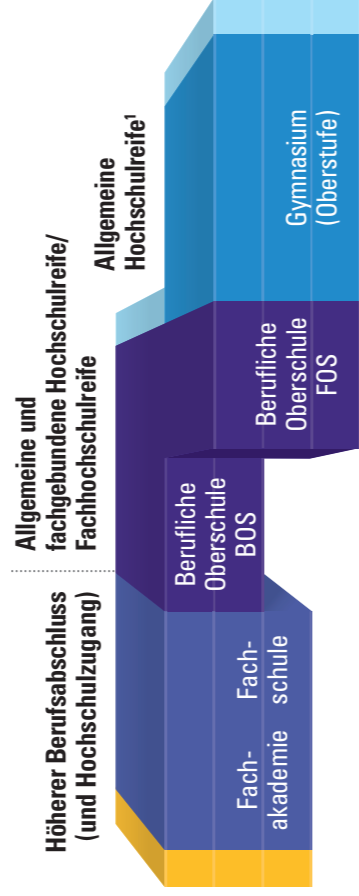 Höherer Berufsabschluss
(und Hochschulzugang)
Allgemeine und
fachgebundene Hochschulreife/
Fachhochschulreife
Allgemeine
Hochschulreife¹
Fach-
akademie
Fach-
schule
Berufliche
Oberschule
BOS
Berufliche
Oberschule
FOS
Gymnasium
(Oberstufe)